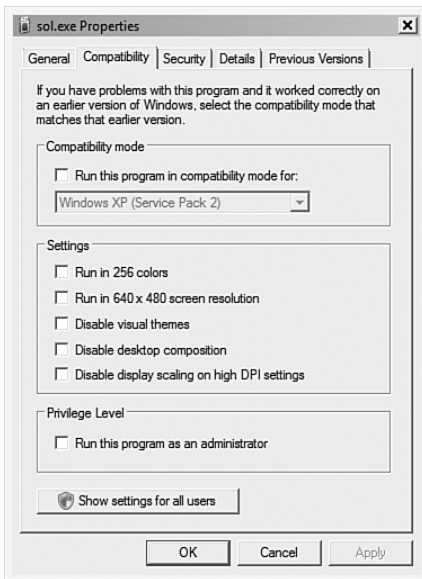 sol.exe Properties
General Compatibility Security Details Previous Versions
If you have problems with this program and it worked correctly on
an earlier version of Windows, select the compatibility mode that
matches that earlier version.
Compatibility mode
Run this program in compatibility mode for:
Windows XP (Service Pack 2)
Settings
Run in 256 colors
Run in 640 x 480 screen resolution
Disable visual themes
Disable desktop composition
Disable display scaling on high DPI settings
Privilege Level
Run this program as an administrator
Show settings for all users
OK Cancel Apply